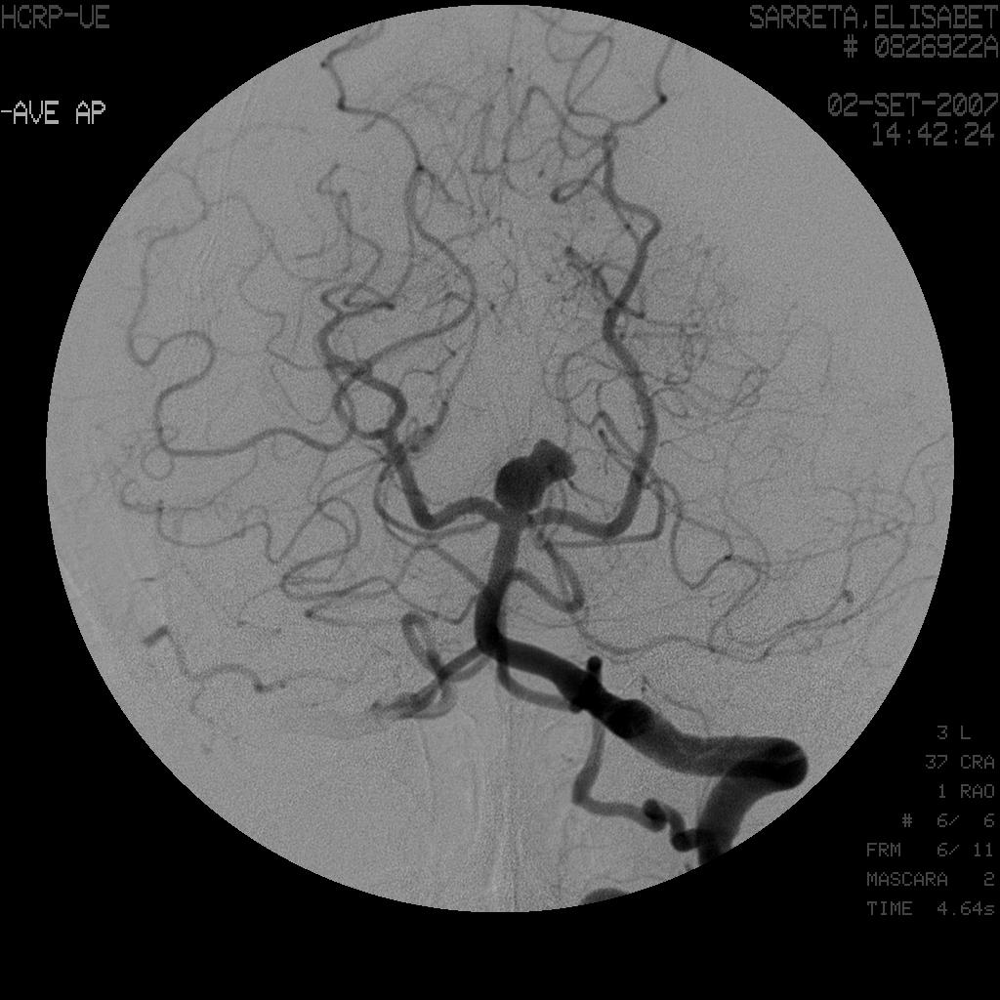 HCRP-UE
SARRETA,ELISABET
# 0826922A
-AVE AP
02-SET-2007
14:42:24
3 L
37 CRA
1 RAO
# 6/ 6
FRM 6/ 11
MASCARA 2
TIME 4.64s